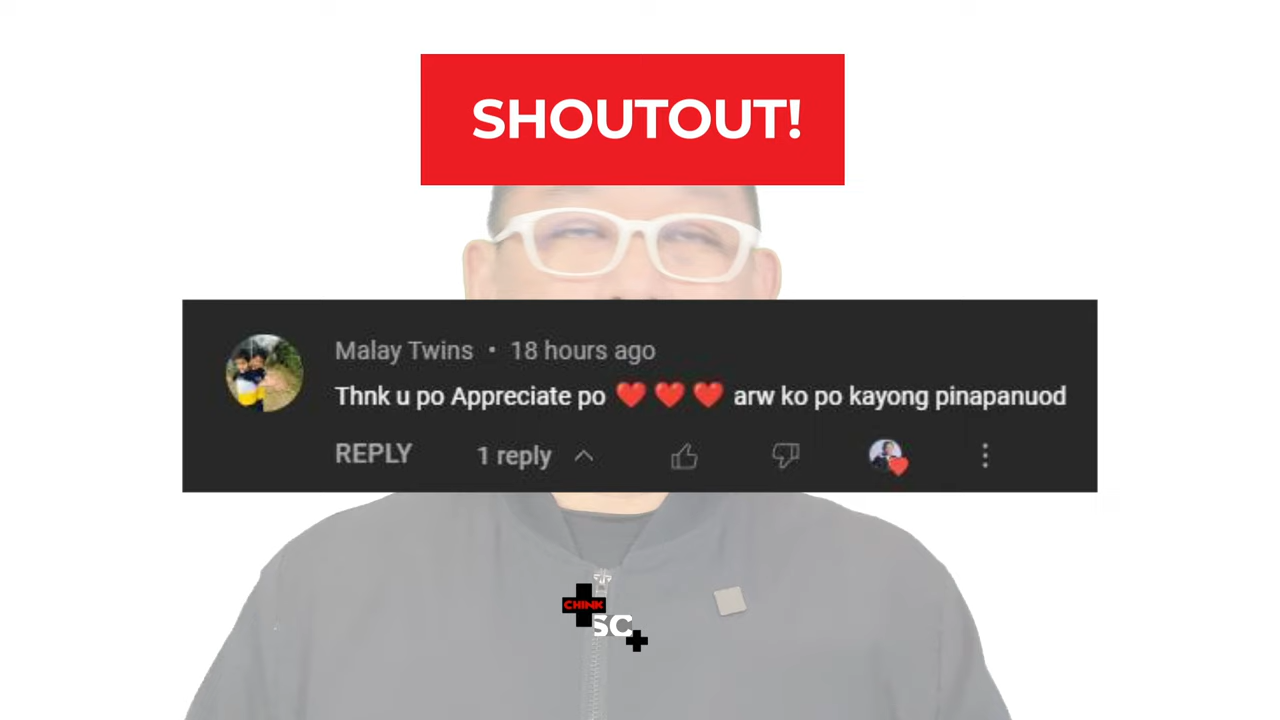 SHOUTOUT!
Malay Twins • 18 hours ago
Thnk u po Appreciate po ❤️ ❤️ ❤️ arw ko po kayong pinapanuod
REPLY 1 reply
CHINK
SC